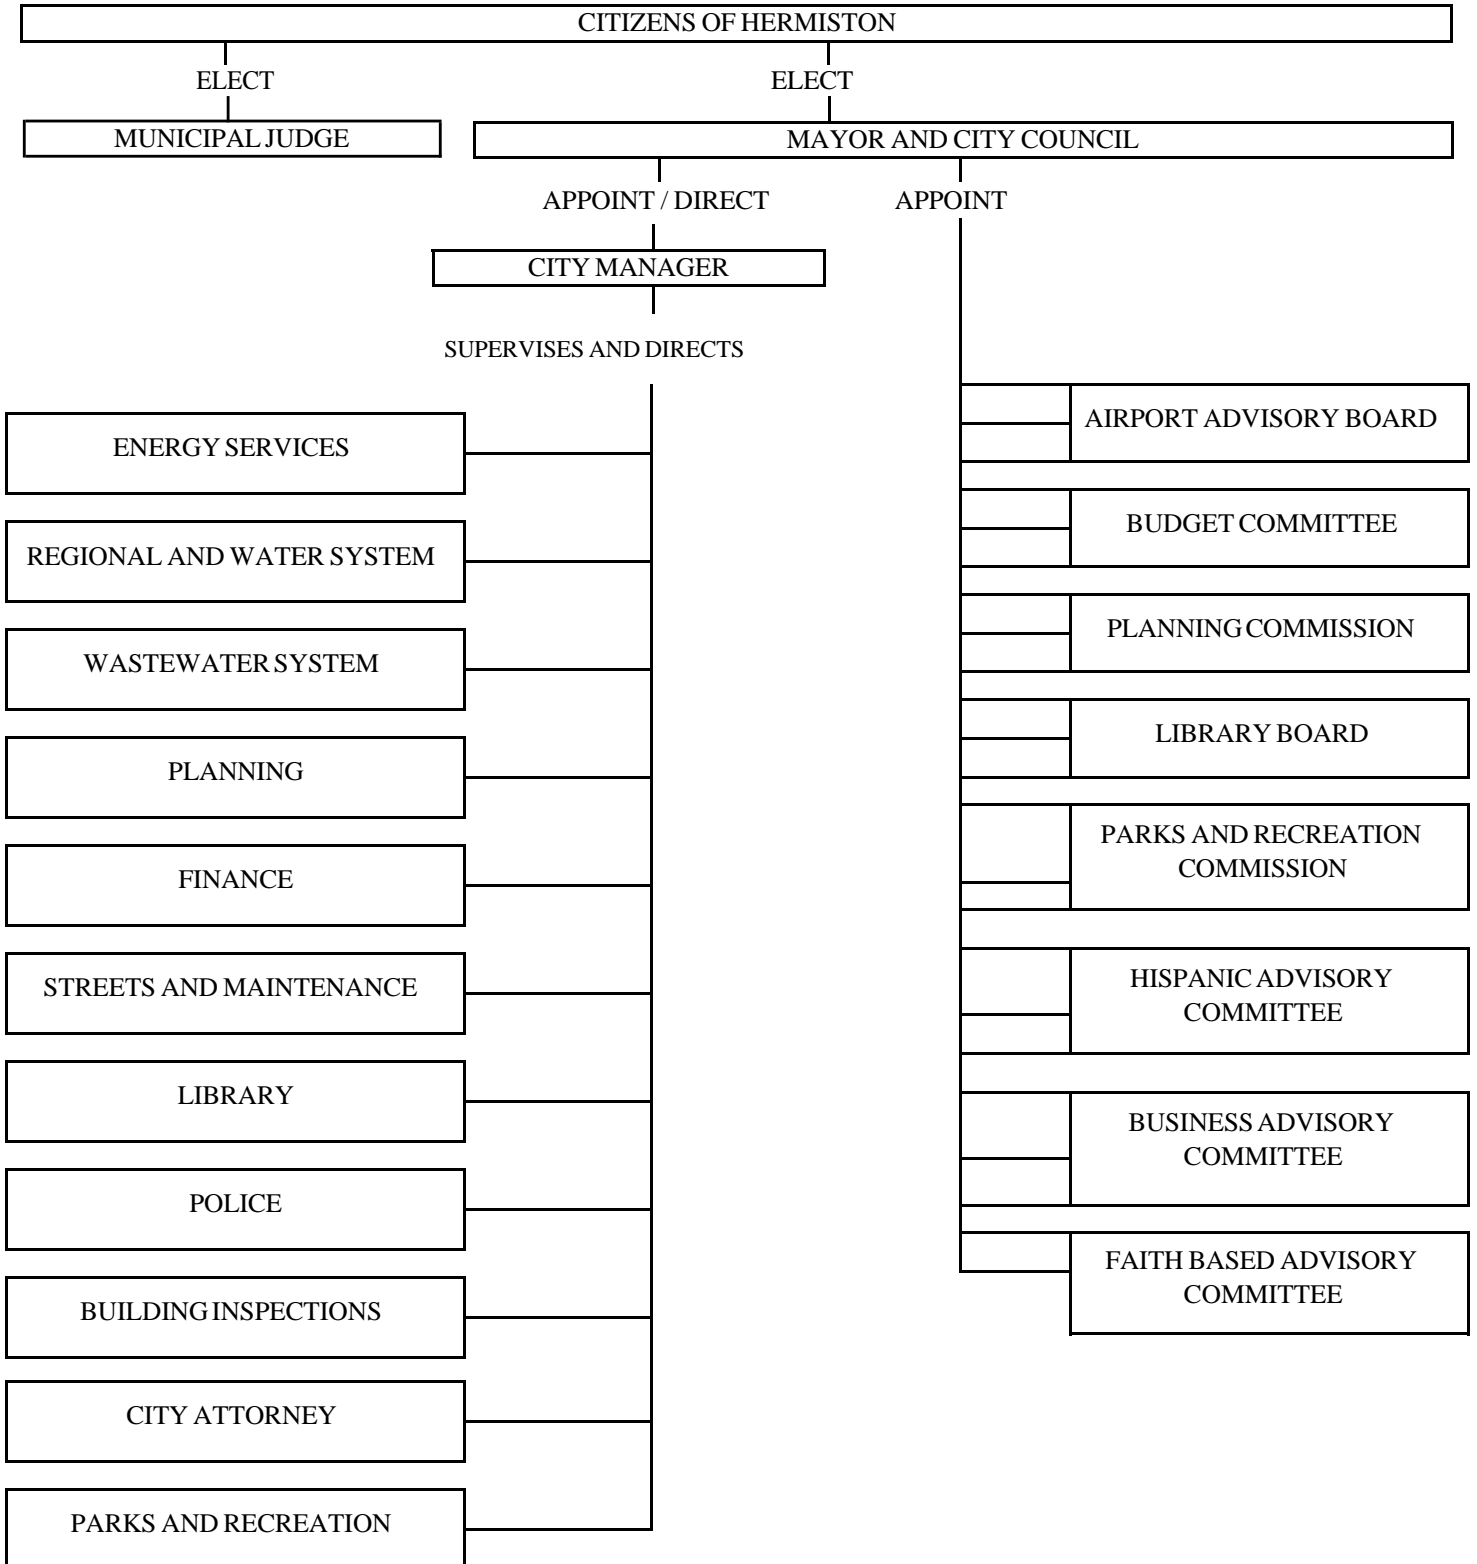 CITIZENS OF HERMISTON
ELECT
ELECT
MUNICIPAL JUDGE
MAYOR AND CITY COUNCIL
APPOINT / DIRECT
APPOINT
CITY MANAGER
SUPERVISES AND DIRECTS
ENERGY SERVICES
REGIONAL AND WATER SYSTEM
WASTEWATER SYSTEM
PLANNING
FINANCE
STREETS AND MAINTENANCE
LIBRARY
POLICE
BUILDING INSPECTIONS
CITY ATTORNEY
PARKS AND RECREATION
AIRPORT ADVISORY BOARD
BUDGET COMMITTEE
PLANNING COMMISSION
LIBRARY BOARD
PARKS AND RECREATION
COMMISSION
HISPANIC ADVISORY
COMMITTEE
BUSINESS ADVISORY
COMMITTEE
FAITH BASED ADVISORY
COMMITTEE